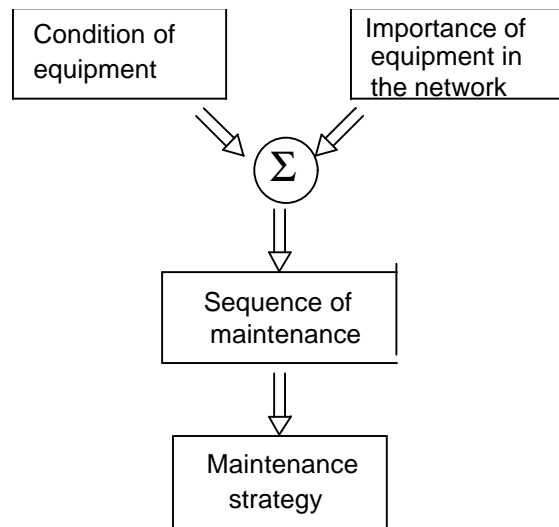 Condition of
equipment
Importance of
equipment in
the network
Σ
Sequence of
maintenance
Maintenance
strategy